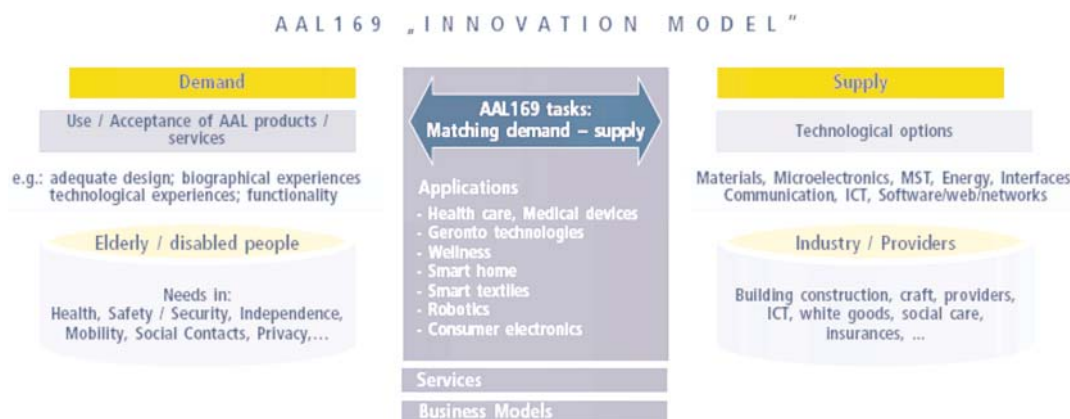 AAL169 „INNOVATION MODEL"
Demand
Use / Acceptance of AAL products /
services
e.g.: adequate design; biographical experiences
technological experiences; functionality
Elderly / disabled people
Needs in:
Health, Safety / Security, Independence,
Mobility, Social Contacts, Privacy,...
AAL169 tasks:
Matching demand – supply
Applications
- Health care, Medical devices
- Geronto technologies
- Wellness
- Smart home
- Smart textiles
- Robotics
- Consumer electronics
Services
Business Models
Supply
Technological options
Materials, Microelectronics, MST, Energy, Interfaces
Communication, ICT, Software/web/networks
Industry / Providers
Building construction, craft, providers,
ICT, white goods, social care,
insurances, ...